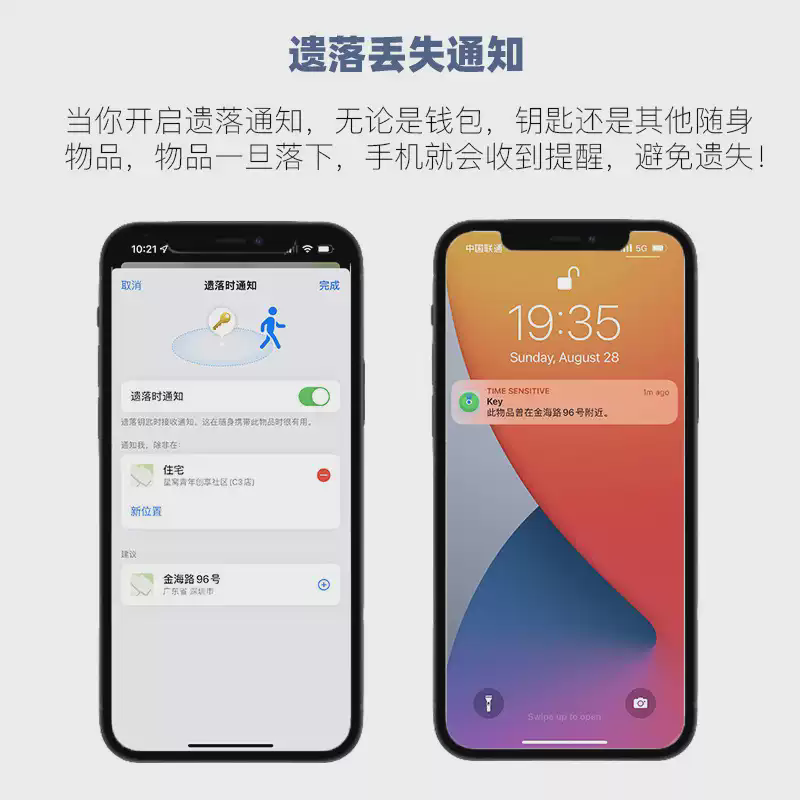 遗落丢失通知
当你开启遗落通知，无论是钱包，钥匙还是其他随身
物品，物品一旦落下，手机就会收到提醒，避免遗失！
10:21
取消 遗落时通知 完成
遗落时通知
遗落钥匙时接收通知。这在随身携带此物品时很有用。
通知我，除非在：
住宅
星窝青年创享社区(C3店)
新位置
建议
金海路96号
广东省 深圳市
中国联通 5G
19:35
Sunday, August 28
TIME SENSITIVE 1m ago
Key
此物品曾在金海路96号附近。
Swipe up to open